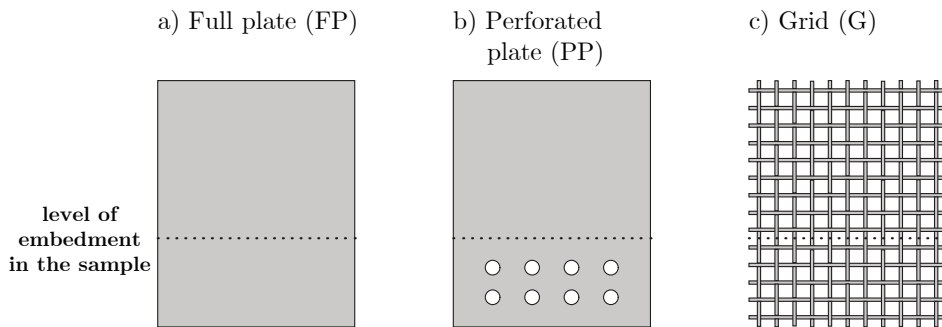 a) Full plate (FP)
b) Perforated
plate (PP)
c) Grid (G)
level of
embedment
in the sample